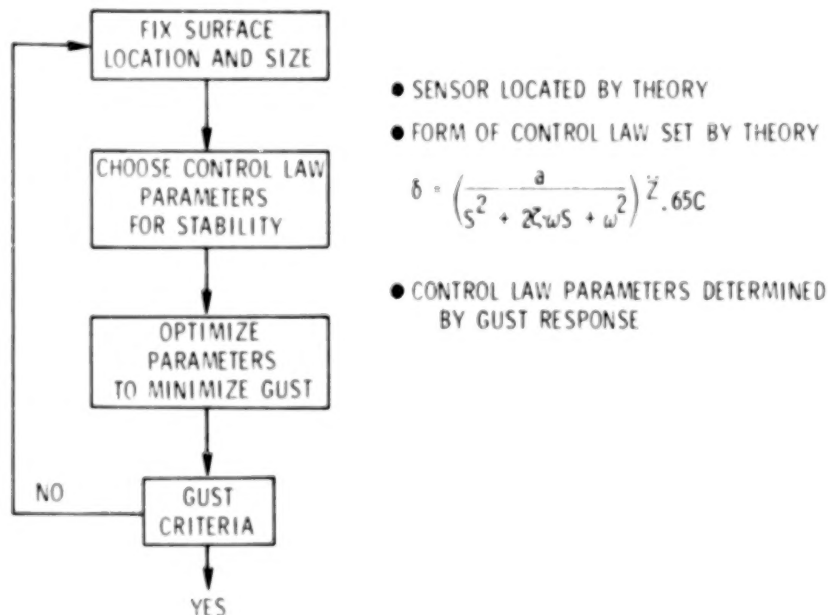 FIX SURFACE
LOCATION AND SIZE
CHOOSE CONTROL LAW
PARAMETERS
FOR STABILITY
OPTIMIZE
PARAMETERS
TO MINIMIZE GUST
GUST
CRITERIA
NO
YES
● SENSOR LOCATED BY THEORY
● FORM OF CONTROL LAW SET BY THEORY
δ = (a / (S² + 2ζωS + ω²)) Z̈.65C
● CONTROL LAW PARAMETERS DETERMINED
BY GUST RESPONSE